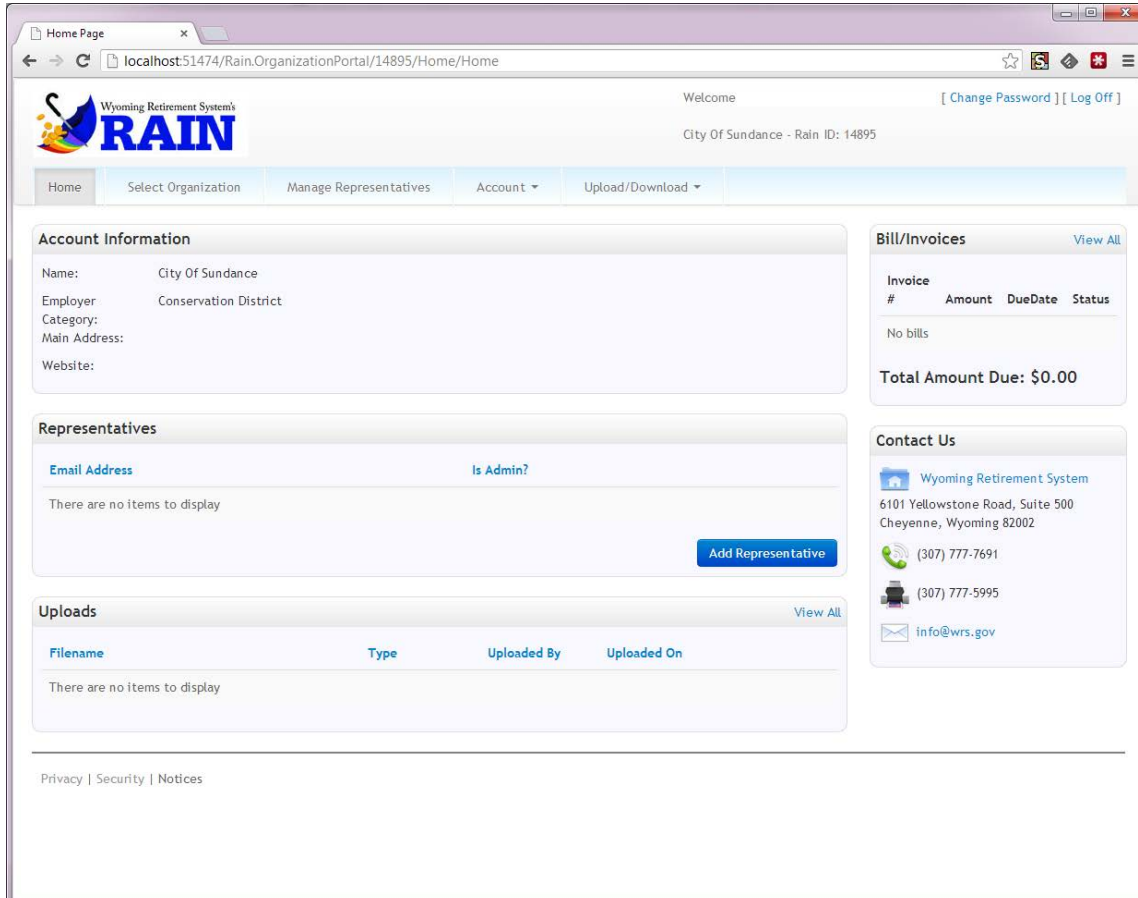 Home Page
localhost:51474/Rain.OrganizationPortal/14895/Home/Home
Wyoming Retirement System's
RAIN
Welcome
[ Change Password ] [ Log Off ]
City Of Sundance - Rain ID: 14895
Home Select Organization Manage Representatives Account Upload/Download
Account Information
Name: City Of Sundance
Employer Conservation District
Category:
Main Address:
Website:
Representatives
Email Address Is Admin?
There are no items to display
Add Representative
Uploads View All
Filename Type Uploaded By Uploaded On
There are no items to display
Bill/Invoices View All
Invoice
# Amount DueDate Status
No bills
Total Amount Due: $0.00
Contact Us
Wyoming Retirement System
6101 Yellowstone Road, Suite 500
Cheyenne, Wyoming 82002
(307) 777-7691
(307) 777-5995
info@wrs.gov
Privacy | Security | Notices